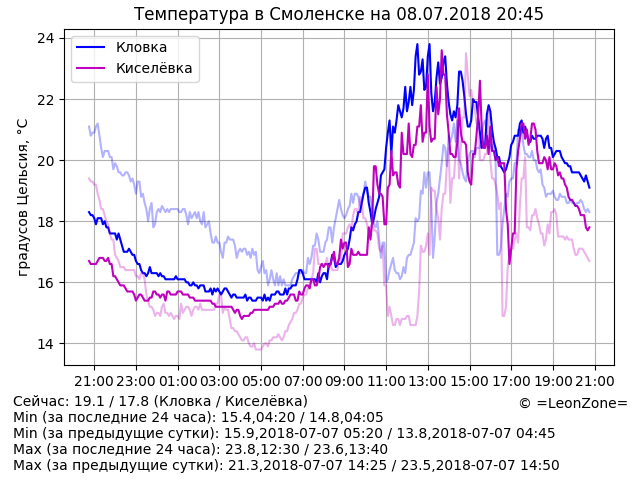 Температура в Смоленске на 08.07.2018 20:45
градусов Цельсия, °C
24
22
20
18
16
14
Кловка
Киселёвка
21:00 23:00 01:00 03:00 05:00 07:00 09:00 11:00 13:00 15:00 17:00 19:00 21:00
Сейчас: 19.1 / 17.8 (Кловка / Киселёвка)
© =LeonZone=
Min (за последние 24 часа): 15.4,04:20 / 14.8,04:05
Min (за предыдущие сутки): 15.9,2018-07-07 05:20 / 13.8,2018-07-07 04:45
Max (за последние 24 часа): 23.8,12:30 / 23.6,13:40
Max (за предыдущие сутки): 21.3,2018-07-07 14:25 / 23.5,2018-07-07 14:50